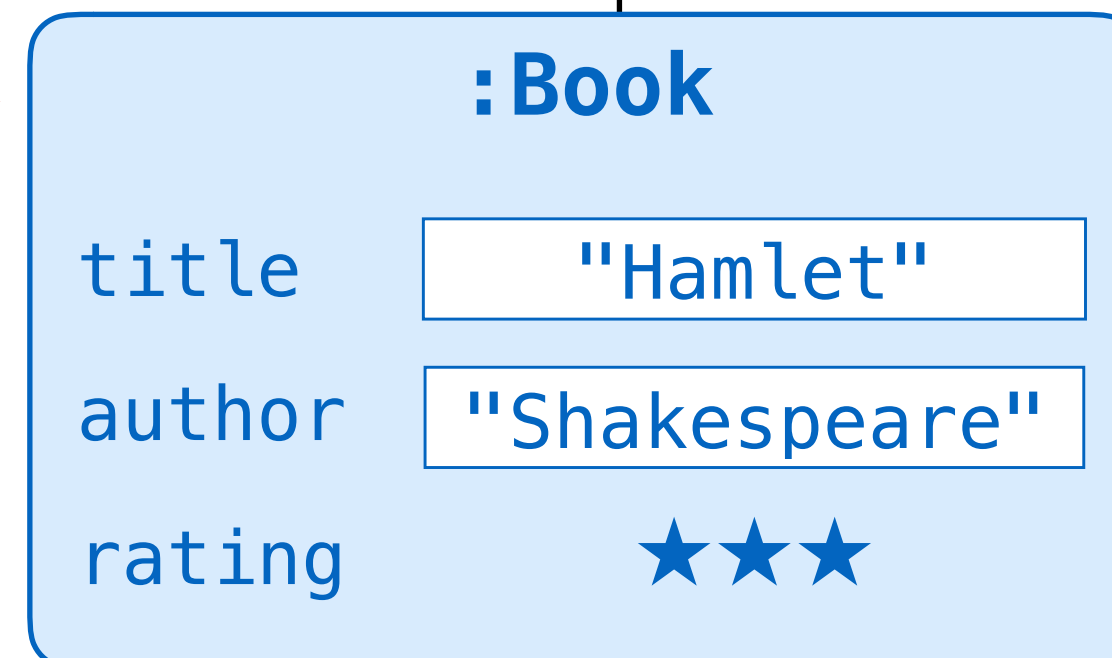 :Book
title "Hamlet"
author "Shakespeare"
rating ★★★